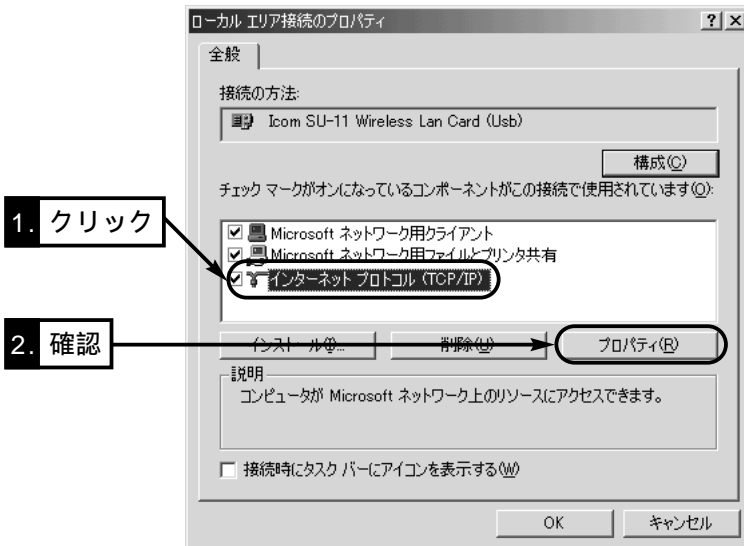 ローカル エリア接続のプロパティ
全般
接続の方法:
Icom SU-11 Wireless Lan Card (Usb)
構成(C)
チェック マークがオンになっているコンポーネントがこの接続で使用されています(O):
1. クリック
Microsoft ネットワーク用クライアント
Microsoft ネットワーク用ファイルとプリンタ共有
インターネット プロトコル (TCP/IP)
2. 確認
インストール(I)...
削除(U)
プロパティ(R)
説明
コンピュータが Microsoft ネットワーク上のリソースにアクセスできます。
接続時にタスク バーにアイコンを表示する(W)
OK
キャンセル